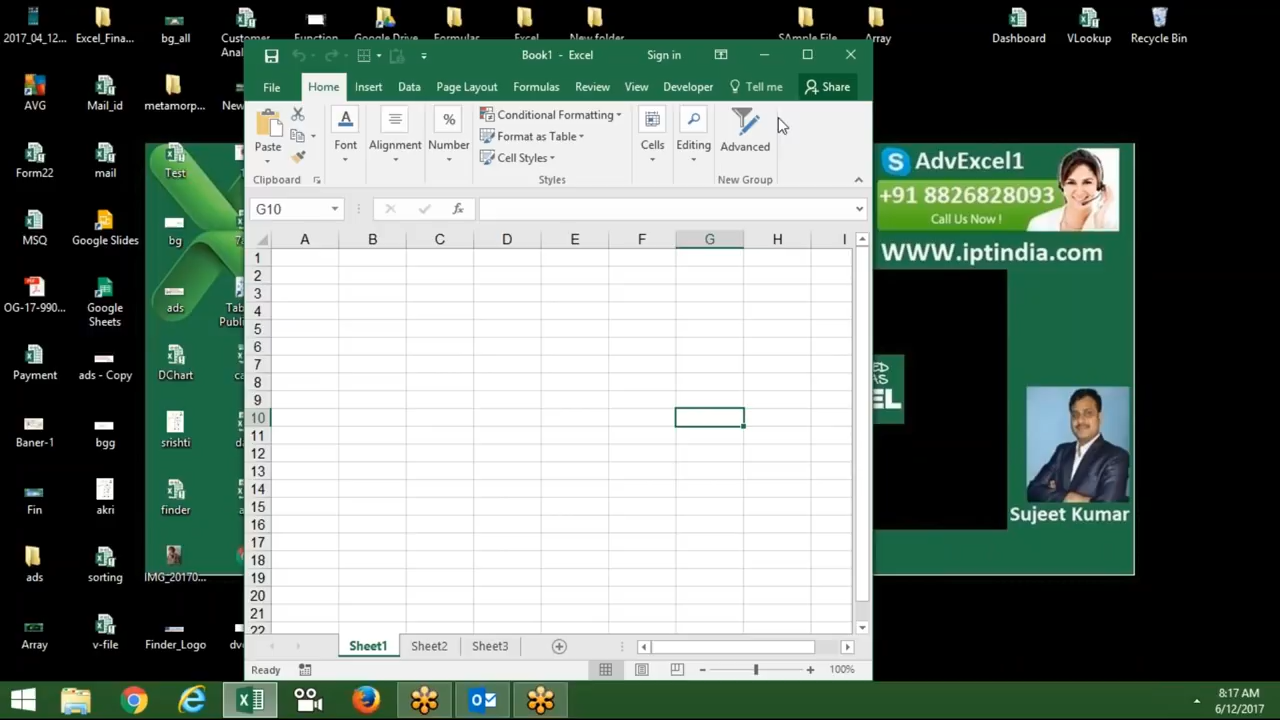 2017_04_12...
Excel_Fina...
bg_all
Customer
Anal
Function
Google Drive
Formulas
Excel
New folder
SAmple File
Array
Dashboard
VLookup
Recycle Bin
Book1 - Excel
Sign in
File
Home
Insert
Data
Page Layout
Formulas
Review
View
Developer
Tell me
Share
AVG
Mail_id
metamorp...
Paste
Font
Alignment
Number
Conditional Formatting
Format as Table
Cell Styles
Cells
Editing
Advanced
Clipboard
Styles
New Group
Form22
mail
Test
AdvExcel1
+91 8826828093
Call Us Now !
WWW.iptindia.com
G10
fx
A B C D E F G H I
1
2
3
4
5
6
7
8
9
10
11
12
13
14
15
16
17
18
19
20
21
22
MSQ
Google Slides
bg
OG-17-990...
Google
Sheets
ads
Tab
Publi
Payment
ads - Copy
DChart
Baner-1
bgg
srishti
Fin
akri
finder
ads
sorting
IMG_20170...
Array
v-file
Finder_Logo
EL
Sujeet Kumar
Sheet1
Sheet2
Sheet3
Ready
100%
8:17 AM
6/12/2017